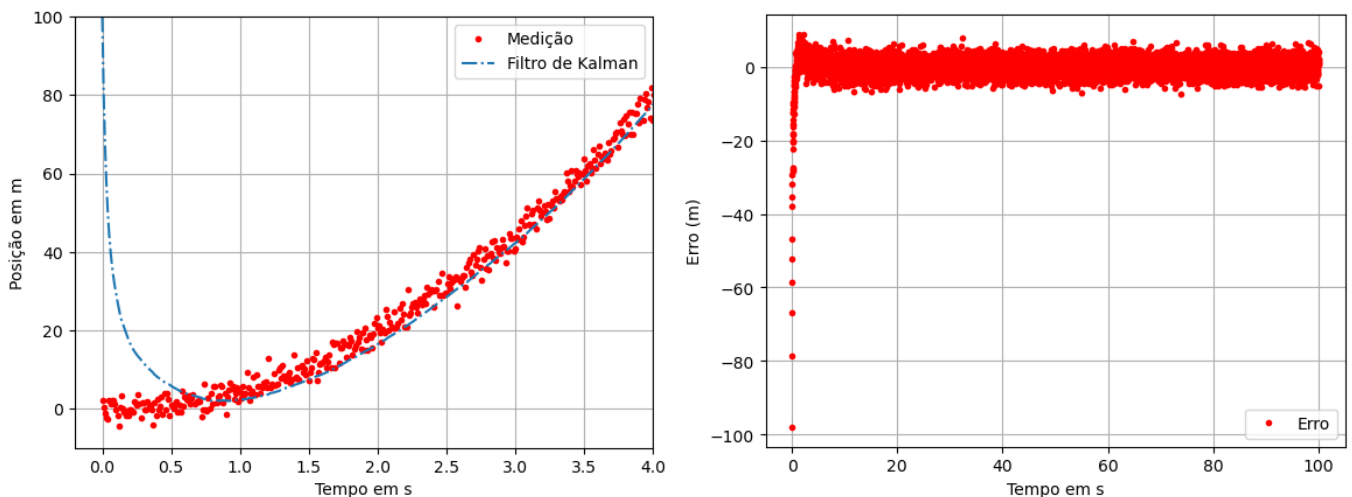 100
80
60
40
20
0
Posição em m
0.0 0.5 1.0 1.5 2.0 2.5 3.0 3.5 4.0
Tempo em s
Medição
Filtro de Kalman
0
−20
−40
−60
−80
−100
Erro (m)
0 20 40 60 80 100
Tempo em s
Erro